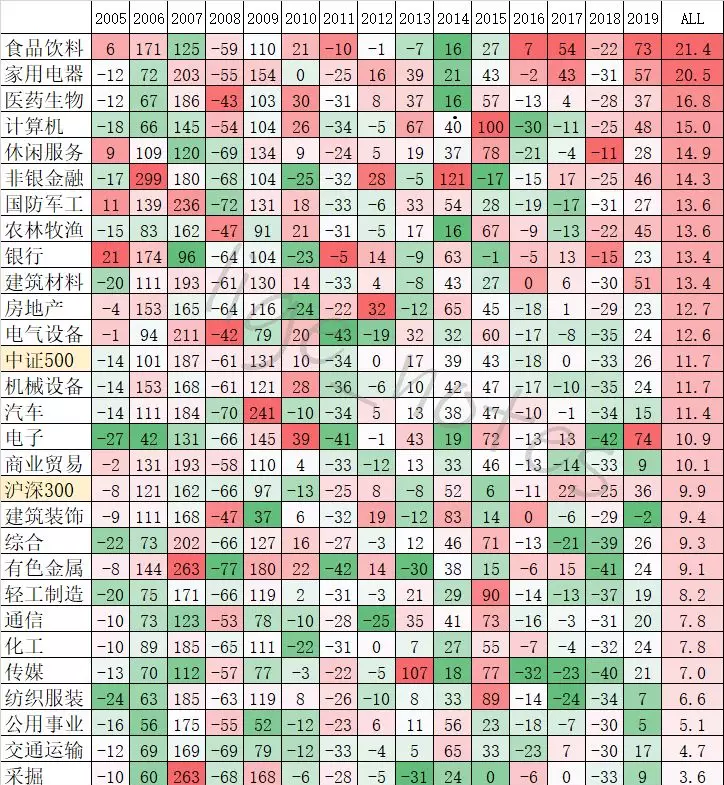 2005 2006 2007 2008 2009 2010 2011 2012 2013 2014 2015 2016 2017 2018 2019 ALL
食品饮料 6 171 125 -59 110 21 -10 -1 -7 16 27 7 54 -22 73 21.4
家用电器 -12 72 203 -55 154 0 -25 16 39 21 43 -2 43 -31 57 20.5
医药生物 -12 67 186 -43 103 30 -31 8 37 16 57 -13 4 -28 37 16.8
计算机 -18 66 145 -54 104 26 -34 -5 67 40 100 -30 -11 -25 48 15.0
休闲服务 9 109 120 -69 134 9 -24 5 19 37 78 -21 -4 -11 28 14.9
非银金融 -17 299 180 -68 104 -25 -32 28 -5 121 -17 -15 17 -25 46 14.3
国防军工 11 139 236 -72 131 18 -33 -6 33 54 28 -19 -17 -31 27 13.6
农林牧渔 -15 83 162 -47 91 21 -31 -5 17 16 67 -9 -13 -22 45 13.6
银行 21 174 96 -64 104 -23 -5 14 -9 63 -1 -5 13 -15 23 13.4
建筑材料 -20 111 193 -61 130 14 -33 4 -8 43 27 0 6 -30 51 13.4
房地产 -4 153 165 -64 116 -24 -22 32 -12 65 45 -18 1 -29 23 12.7
电气设备 -1 94 211 -42 79 20 -43 -19 32 32 60 -17 -8 -35 24 12.6
中证500 -14 101 187 -61 131 10 -34 0 17 39 43 -18 0 -33 26 11.7
机械设备 -14 153 168 -61 121 28 -36 -6 10 42 47 -17 -10 -35 24 11.7
汽车 -14 111 184 -70 241 -10 -34 5 13 38 47 -10 -1 -34 15 11.4
电子 -27 42 131 -66 145 39 -41 -1 43 19 72 -13 13 -42 74 10.9
商业贸易 -2 131 193 -58 110 4 -33 -12 13 33 46 -13 -14 -33 9 10.1
沪深300 -8 121 162 -66 97 -13 -25 8 -8 52 6 -11 22 -25 36 9.9
建筑装饰 -9 111 168 -47 37 6 -32 19 -12 83 14 0 -6 -29 -2 9.4
综合 -22 73 202 -66 127 16 -27 -3 12 46 71 -13 -21 -39 26 9.3
有色金属 -8 144 263 -77 180 22 -42 14 -30 38 15 -6 15 -41 24 9.1
轻工制造 -20 75 171 -66 119 2 -31 -3 21 29 90 -14 -13 -37 19 8.2
通信 -10 73 123 -53 78 -10 -28 -25 35 41 73 -16 -3 -31 20 7.8
化工 -10 89 185 -65 111 -22 -31 0 7 27 55 -7 -4 -32 24 7.8
传媒 -13 70 112 -57 77 -3 -22 -5 107 18 77 -32 -23 -40 21 7.0
纺织服装 -24 63 185 -63 119 8 -26 -10 8 33 89 -14 -24 -34 7 6.6
公用事业 -16 56 175 -55 52 -12 -23 6 11 56 23 -18 -7 -30 5 5.1
交通运输 -12 69 169 -69 79 -12 -33 -4 5 65 33 -23 7 -30 17 4.7
采掘 -10 60 263 -68 168 -6 -28 -5 -31 24 0 -6 0 -33 9 3.6
lige_notes